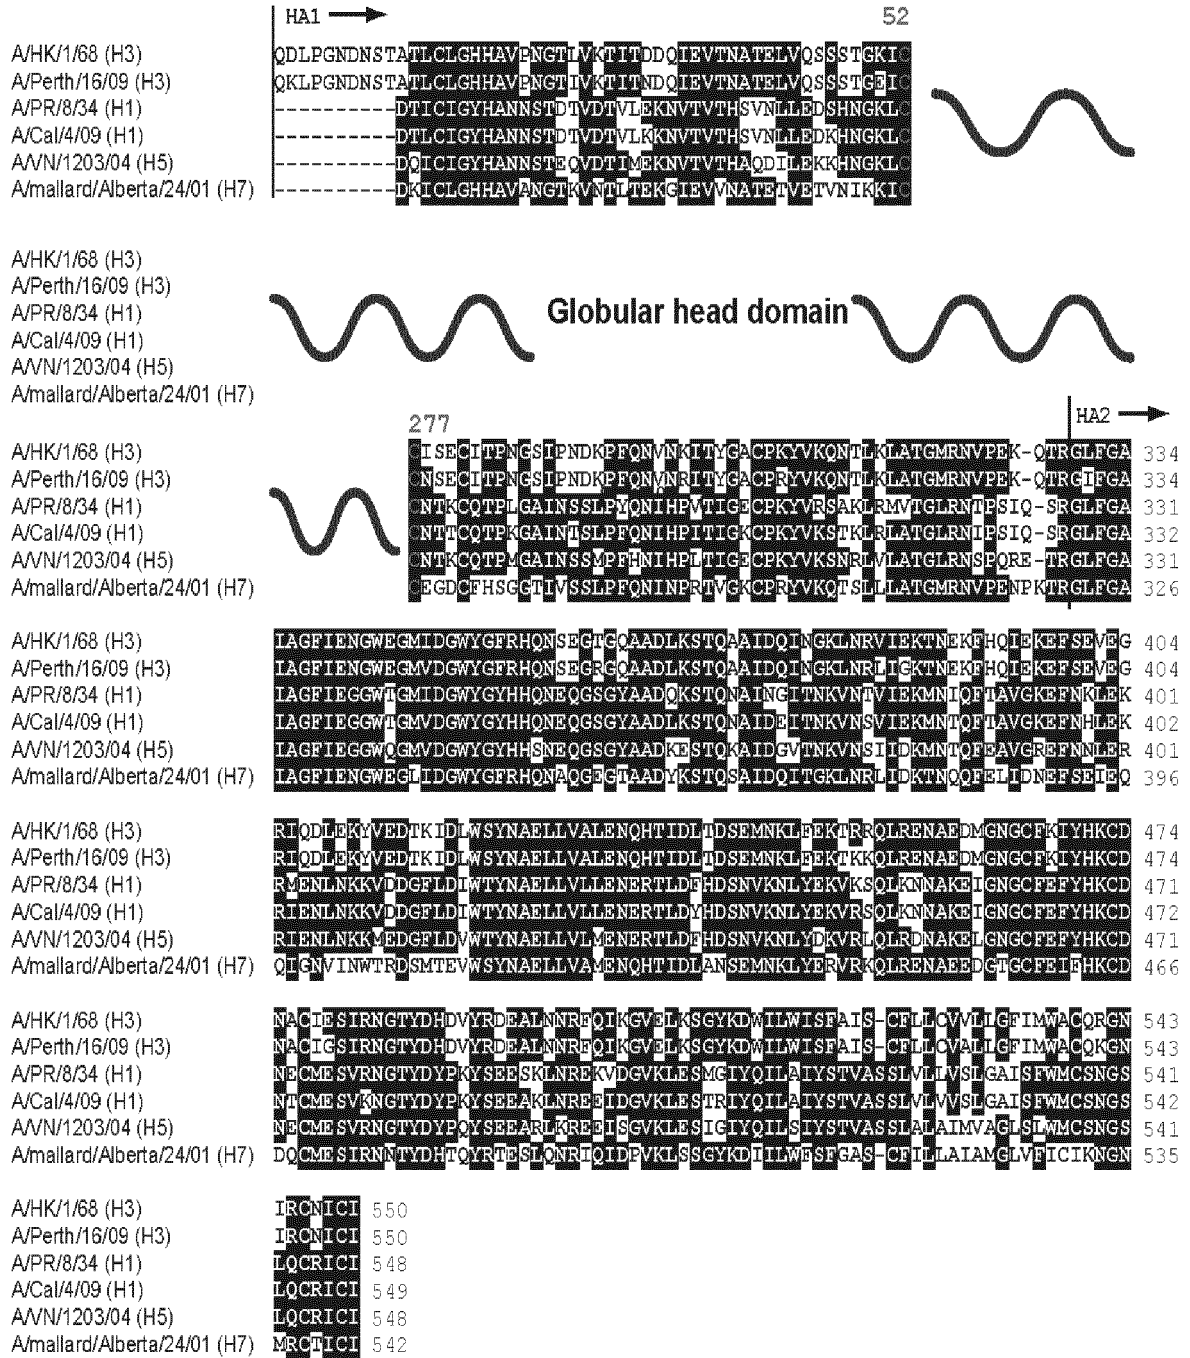 HA1 52
A/HK/1/68 (H3) QDLPGNDNSTATLCLGHHAVPNGTLVKTITDDQIEVTNATELVQSSSTGKIC
A/Perth/16/09 (H3) QKLPGNDNSTATLCLGHHAVPNGTIVKTITNDQIEVTNATELVQSSSTGEIC
A/PR/8/34 (H1) ----------DTICIGYHANNSTDTVDTVLEKNVTVTHSVNLLEDSHNGKLC
A/Cal/4/09 (H1) ----------DTLCIGYHANNSTDTVDTVLKKNVTVTHSVNLLEDKHNGKLC
A/VN/1203/04 (H5) ----------DQICIGYHANNSTEQVDTIMEKNVTVTHAQDILEKKHNGKLC
A/mallard/Alberta/24/01 (H7) ----------DKICLGHHAVANGTKVNTLTEKGIEVVNATETVETVNIKKIC
A/HK/1/68 (H3)
A/Perth/16/09 (H3)
A/PR/8/34 (H1)
A/Cal/4/09 (H1)
A/VN/1203/04 (H5)
A/mallard/Alberta/24/01 (H7)
Globular head domain
277 HA2
A/HK/1/68 (H3) CISECITPNGSIPNDKPFQNVNKITYGACPKYVKQNTLKLATGMRNVPEK-QTRGLFGA 334
A/Perth/16/09 (H3) CNSECITPNGSIPNDKPFQNVNRITYGACPRYVKQNTLKLATGMRNVPEK-QTRGIFGA 334
A/PR/8/34 (H1) CNTKCQTPLGAINSSLPYQNIHPVTIGECPKYVRSAKLRMVTGLRNTPSIQ-SRGLFGA 331
A/Cal/4/09 (H1) CNTTCQTPKGAINTSLPFQNIHPITIGKCPKYVKSTKLRLATGLRNIPSIQ-SRGLFGA 332
A/VN/1203/04 (H5) CNTKCQTPMGAINSSMPFHNIHPLTIGECPKYVKSNRLVLATGLRNSPQRE-TRGLFGA 331
A/mallard/Alberta/24/01 (H7) CEGDCFHSGGTIVSSLPFQNINPRTVGKCPRYVKQTSLLLATGMRNVPENPKTRGLFGA 326
A/HK/1/68 (H3) IAGFIENGWEGMIDGWYGFRHQNSEGTGQAADLKSTQAAIDQINGKLNRVIEKTNEKFHQIEKEFSEVEG 404
A/Perth/16/09 (H3) IAGFIENGWEGMVDGWYGFRHQNSEGRGQAADLKSTQAAIDQINGKLNRLIGKTNEKFHQIEKEFSEVEG 404
A/PR/8/34 (H1) IAGFIEGGWTGMIDGWYGYHHQNEQGSGYAADQKSTQNAINGITNKVNTVIEKMNIQFTAVGKEFNKLEK 401
A/Cal/4/09 (H1) IAGFIEGGWTGMVDGWYGYHHQNEQGSGYAADLKSTQNAIDEITNKVNSVIEKMNTQFTAVGKEFNHLEK 402
A/VN/1203/04 (H5) IAGFIEGGWQGMVDGWYGYHHSNEQGSGYAADKESTQKAIDGVTNKVNSIIDKMNTQFEAVGREFNNLER 401
A/mallard/Alberta/24/01 (H7) IAGFIENGWEGLIDGWYGFRHQNAQGEGTAADYKSTQSAIDQITGKLNRLIDKTNQQFELIDNEFSEIEQ 396
A/HK/1/68 (H3) RIQDLEKYVEDTKIDLWSYNAELLVALENQHTIDLTDSEMNKLFEKTRRQLRENAEDMGNGCFKIYHKCD 474
A/Perth/16/09 (H3) RIQDLEKYVEDTKIDLWSYNAELLVALENQHTIDLTDSEMNKLFEKTKKQLRENAEDMGNGCFKIYHKCD 474
A/PR/8/34 (H1) RMENLNKKVDDGFLDIWTYNAELLVLLENERTLDFHDSNVKNLYEKVKSQLKNNAKEIGNGCFEFYHKCD 471
A/Cal/4/09 (H1) RIENLNKKVDDGFLDIWTYNAELLVLLENERTLDYHDSNVKNLYEKVRSQLKNNAKEIGNGCFEFYHKCD 472
A/VN/1203/04 (H5) RIENLNKKMEDGFLDVWTYNAELLVLMENERTLDFHDSNVKNLYDKVRLQLRDNAKELGNGCFEFYHKCD 471
A/mallard/Alberta/24/01 (H7) QIGNVINWTRDSMTEVWSYNAELLVAMENQHTIDLANSEMNKLYERVRKQLRENAEEDGTGCFEIFHKCD 466
A/HK/1/68 (H3) NACIESIRNGTYDHDVYRDEALNNRFQIKGVELKSGYKDWILWISFAIS-CFLLCVVLLGFIMWACQRGN 543
A/Perth/16/09 (H3) NACIGSIRNGTYDHDVYRDEALNNRFQIKGVELKSGYKDWILWISFAIS-CFLLCVALLGFIMWACQKGN 543
A/PR/8/34 (H1) NECMESVRNGTYDYPKYSEESKLNREKVDGVKLESMGIYQILAIYSTVASSLVLLVSLGAISFWMCSNGS 541
A/Cal/4/09 (H1) NTCMESVKNGTYDYPKYSEEAKLNREEIDGVKLESTRIYQILAIYSTVASSLVLVVSLGAISFWMCSNGS 542
A/VN/1203/04 (H5) NECMESVRNGTYDYPQYSEEARLKREEISGVKLESIGIYQILSIYSTVASSLALAIMVAGLSLWMCSNGS 541
A/mallard/Alberta/24/01 (H7) DQCMESIRNNTYDHTQYRTESLQNRIQIDPVKLSSGYKDIILWFSFGAS-CFILLAIAMGLVFICIKNGN 535
A/HK/1/68 (H3) IRCNICI 550
A/Perth/16/09 (H3) IRCNICI 550
A/PR/8/34 (H1) LQCRICI 548
A/Cal/4/09 (H1) LQCRICI 549
A/VN/1203/04 (H5) LQCRICI 548
A/mallard/Alberta/24/01 (H7) MRCTICI 542